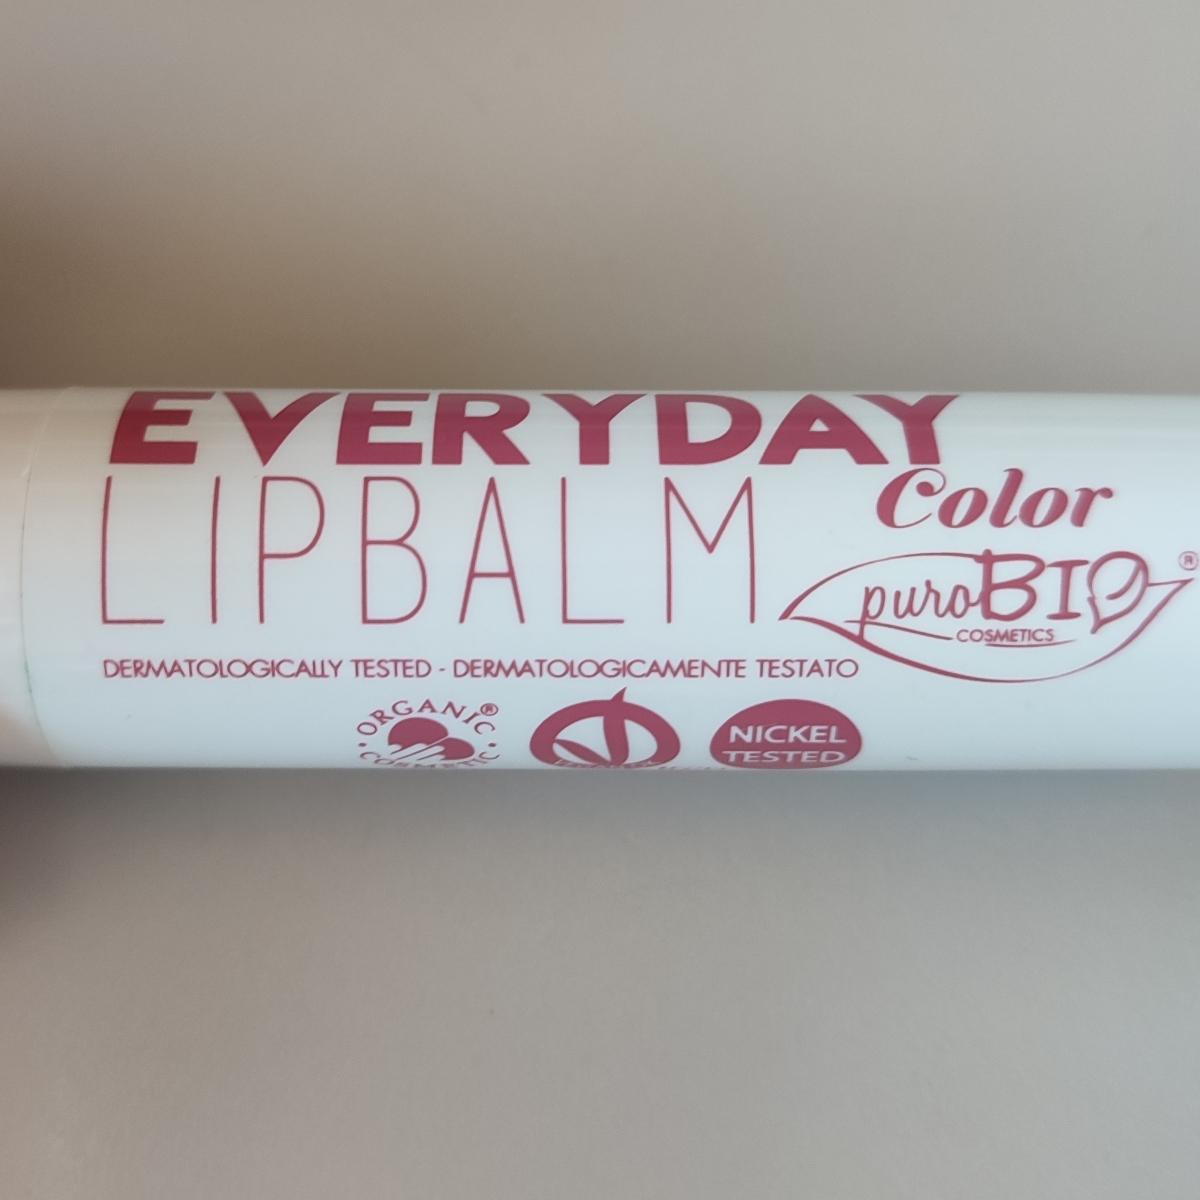 EVERYDAY
LIPBALM
Color
puroBIO®
COSMETICS
DERMATOLOGICALLY TESTED - DERMATOLOGICAMENTE TESTATO
ORGANIC®
COSMETIC
NICKEL
TESTED